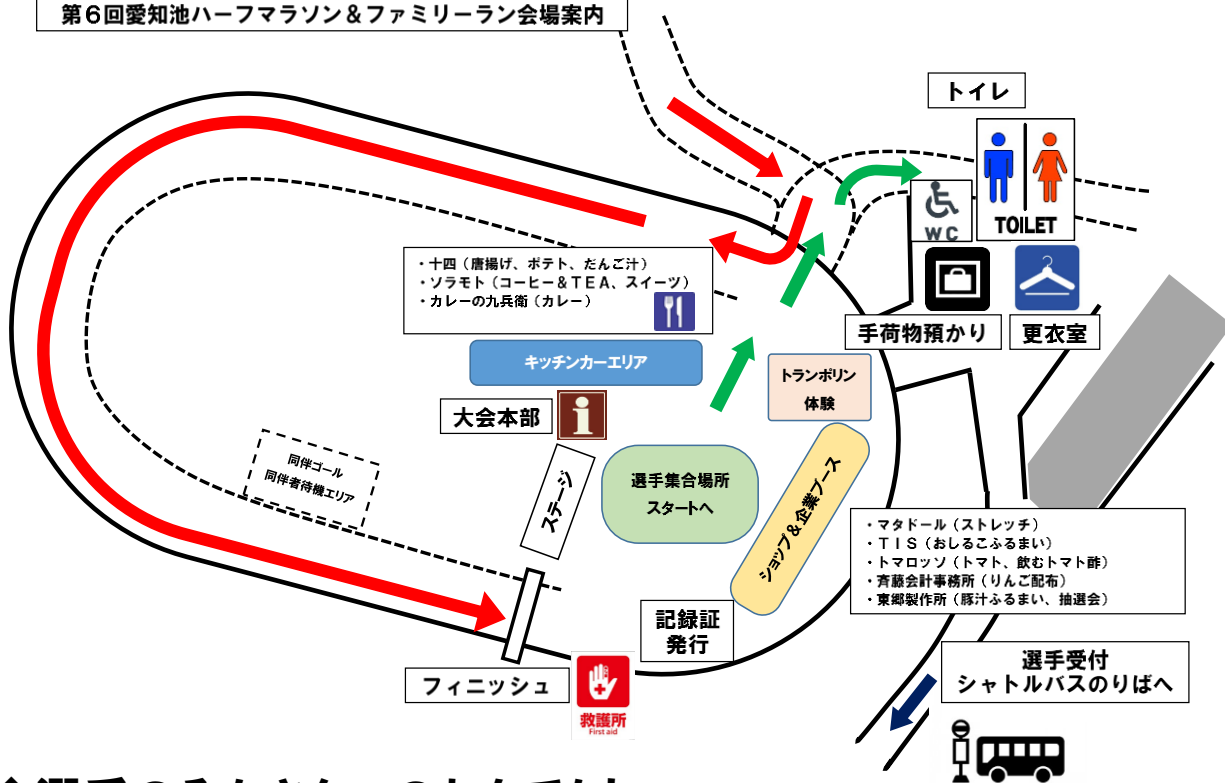 第6回愛知池ハーフマラソン＆ファミリーラン会場案内
トイレ
TOILET
WC
・十四（唐揚げ、ポテト、だんご汁）
・ソラモト（コーヒー＆ＴＥＡ、スイーツ）
・カレーの九兵衛（カレー）
手荷物預かり
更衣室
キッチンカーエリア
トランポリン
体験
大会本部
i
同伴ゴール
同伴者待機エリア
ステージ
選手集合場所
スタートへ
ショップ＆企業ブース
・マタドール（ストレッチ）
・ＴＩＳ（おしるこふるまい）
・トマロッソ（トマト、飲むトマト酢）
・斉藤会計事務所（りんご配布）
・東郷製作所（豚汁ふるまい、抽選会）
記録証
発行
フィニッシュ
救護所
First aid
選手受付
シャトルバスのりばへ